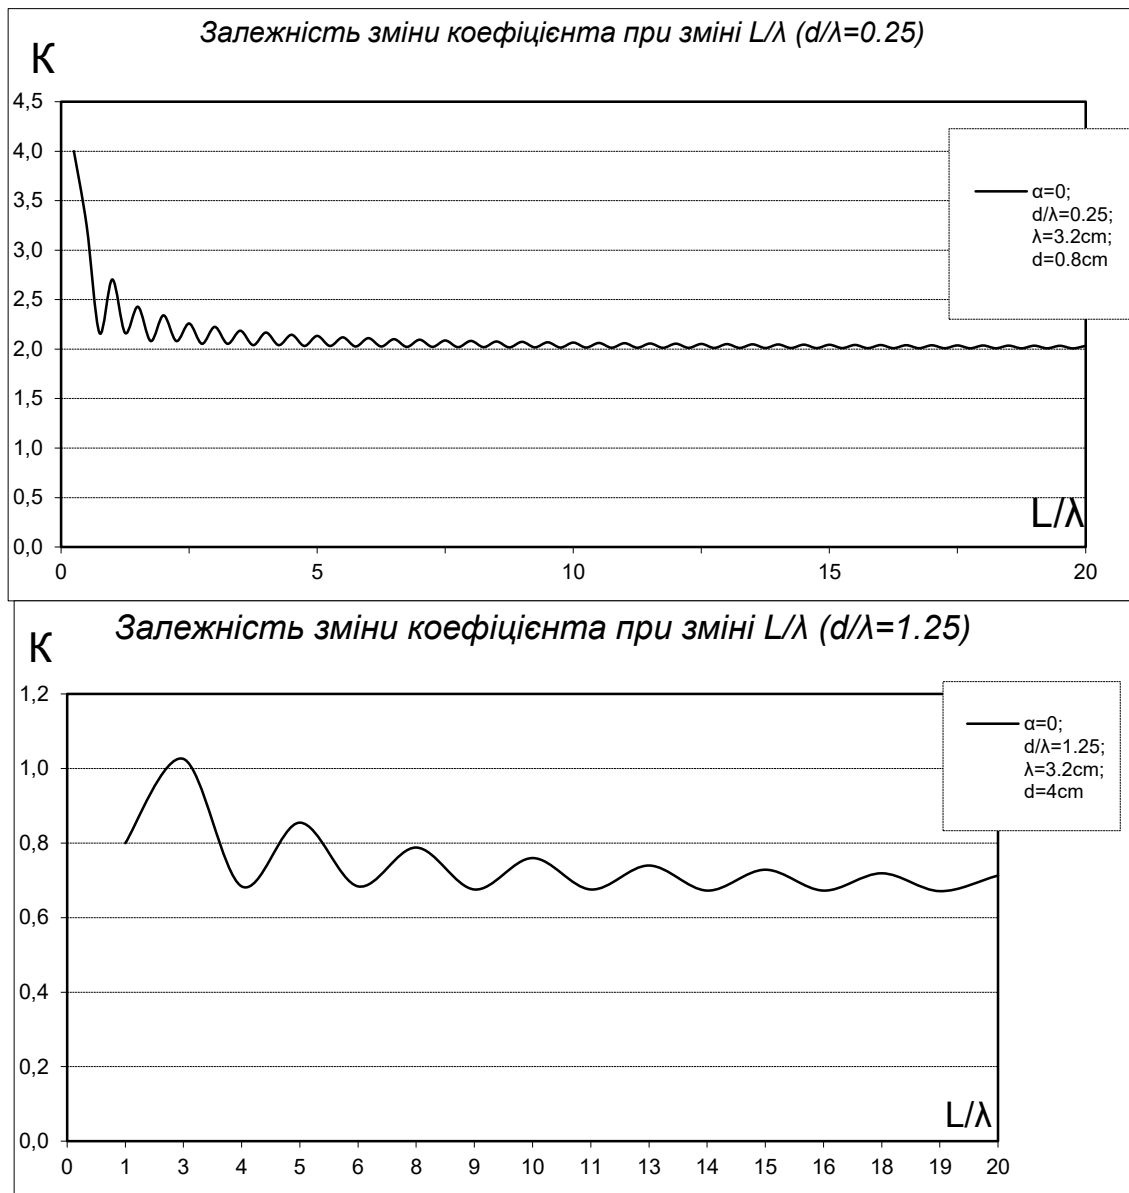 Залежність зміни коефіцієнта при зміні L/λ (d/λ=0.25)
К
4,5
4,0
3,5
3,0
2,5
2,0
1,5
1,0
0,5
0,0
α=0;
d/λ=0.25;
λ=3.2cm;
d=0.8cm
L/λ
0 5 10 15 20
Залежність зміни коефіцієнта при зміні L/λ (d/λ=1.25)
К
1,2
1,0
0,8
0,6
0,4
0,2
0,0
α=0;
d/λ=1.25;
λ=3.2cm;
d=4cm
L/λ
0 1 3 4 5 6 8 9 10 11 13 14 15 16 18 19 20